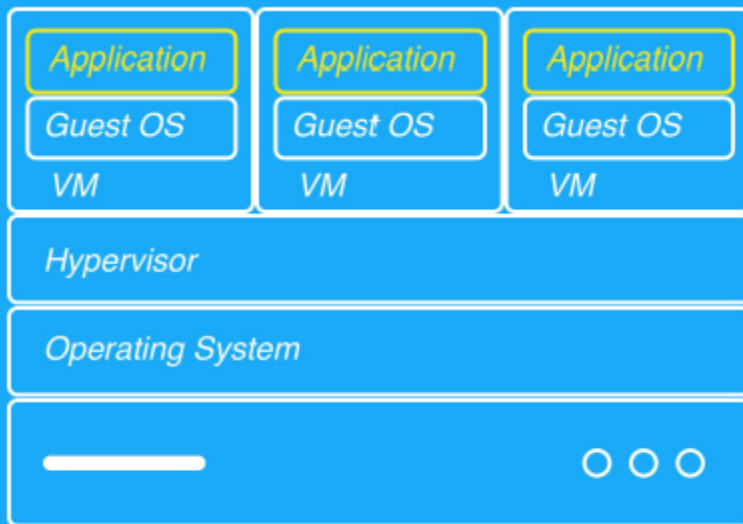 Application Application Application
Guest OS Guest OS Guest OS
VM VM VM
Hypervisor
Operating System